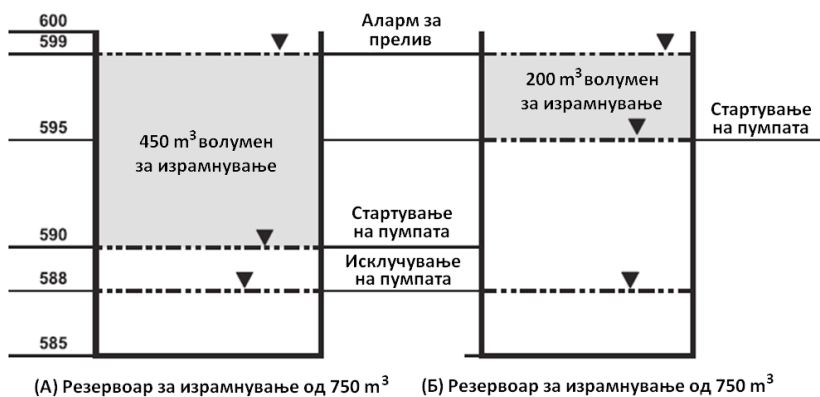 600
599
595
590
588
585
Аларм за
прелив
450 m³ волумен
за израмнување
200 m³ волумен
за израмнување
Стартување
на пумпата
Стартување
на пумпата
Исклучување
на пумпата
(А) Резервоар за израмнување од 750 m³
(Б) Резервоар за израмнување од 750 m³